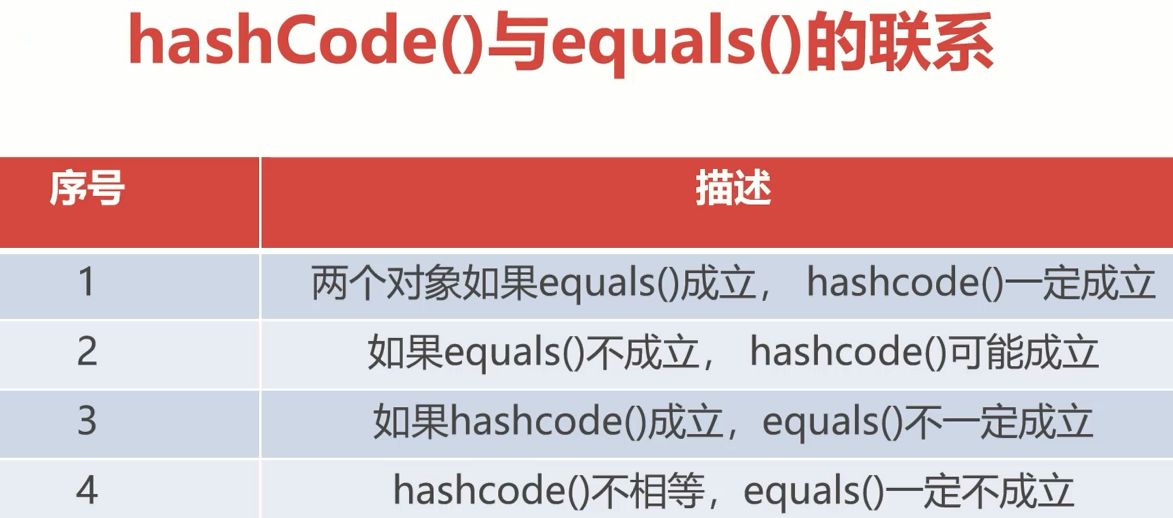 hashCode()与equals()的联系
序号 描述
1 两个对象如果equals()成立， hashcode()一定成立
2 如果equals()不成立， hashcode()可能成立
3 如果hashcode()成立，equals()不一定成立
4 hashcode()不相等，equals()一定不成立